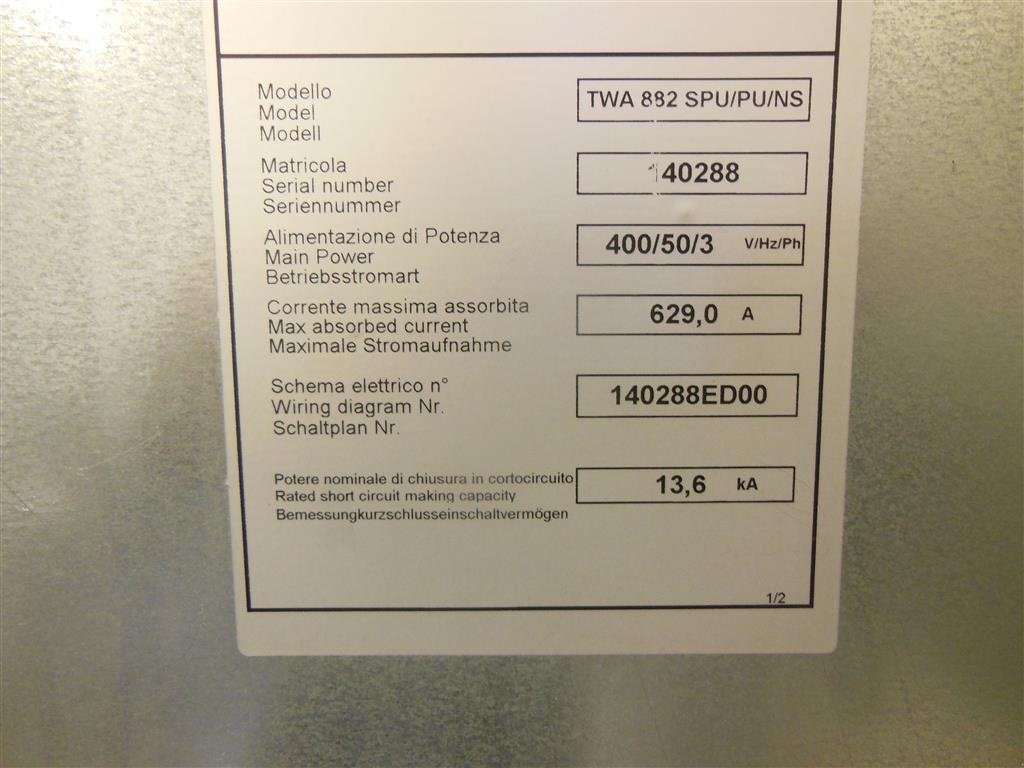 Modello
Model
Modell
TWA 882 SPU/PU/NS
Matricola
Serial number
Seriennummer
140288
Alimentazione di Potenza
Main Power
Betriebsstromart
400/50/3 V/Hz/Ph
Corrente massima assorbita
Max absorbed current
Maximale Stromaufnahme
629,0 A
Schema elettrico n°
Wiring diagram Nr.
Schaltplan Nr.
140288ED00
Potere nominale di chiusura in cortocircuito
Rated short circuit making capacity
Bemessungkurzschlusseinschaltvermögen
13,6 kA
1/2